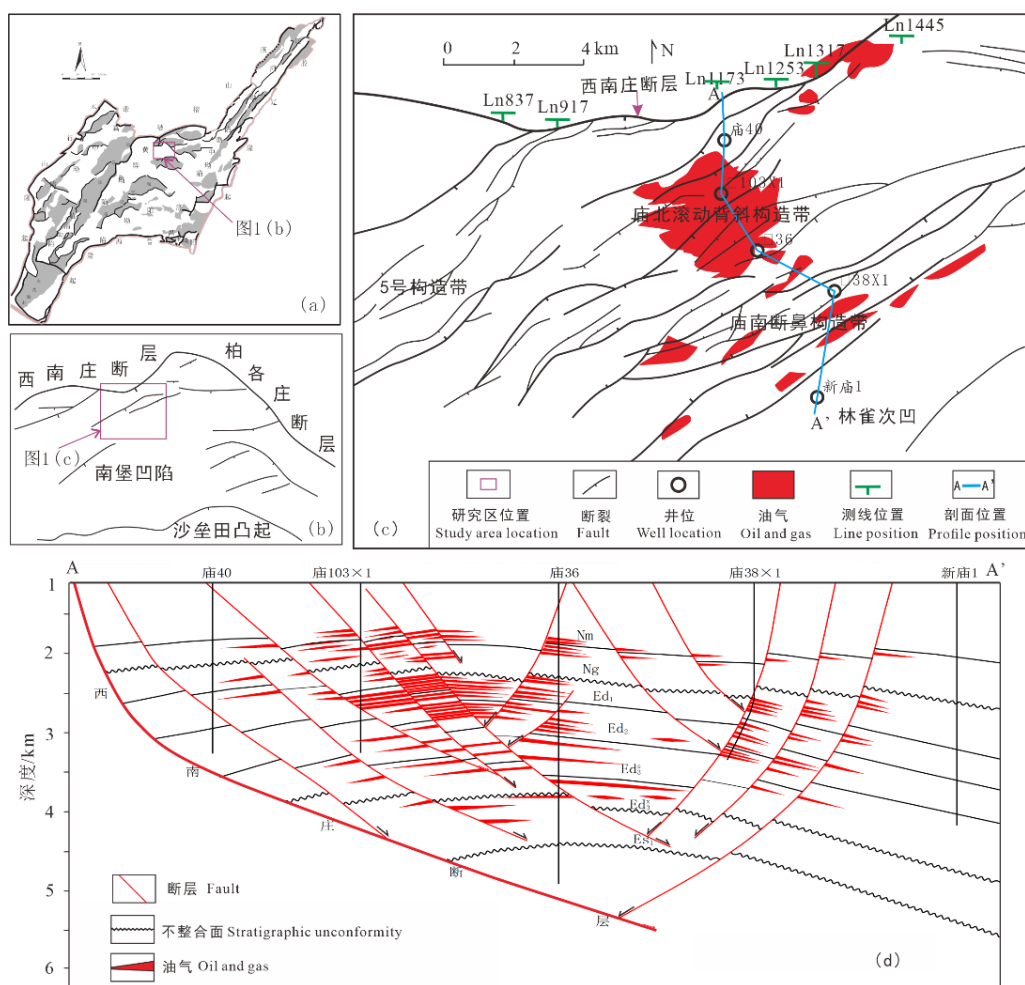 图1(b)
(a)
西南庄断层
柏各庄断层
图1(c)
南堡凹陷
沙垒田凸起
(b)
0 2 4 km
N
Ln1445
Ln1317
Ln1253
Ln1173
西南庄断层
Ln837
Ln917
A
庙40
103X1
庙北滚动背斜构造带
36
5号构造带
38X1
庙南断鼻构造带
新庙1
A' 林雀次凹
(c)
研究区位置
Study area location
断裂
Fault
井位
Well location
油气
Oil and gas
测线位置
Line position
A A'
剖面位置
Profile position
A
庙40
庙103×1
庙36
庙38×1
新庙1
A'
1
2
3
4
5
6
深度/km
Nm
Ng
Ed₁
Ed₂
西南庄断层
断层 Fault
不整合面 Stratigraphic unconformity
油气 Oil and gas
(d)